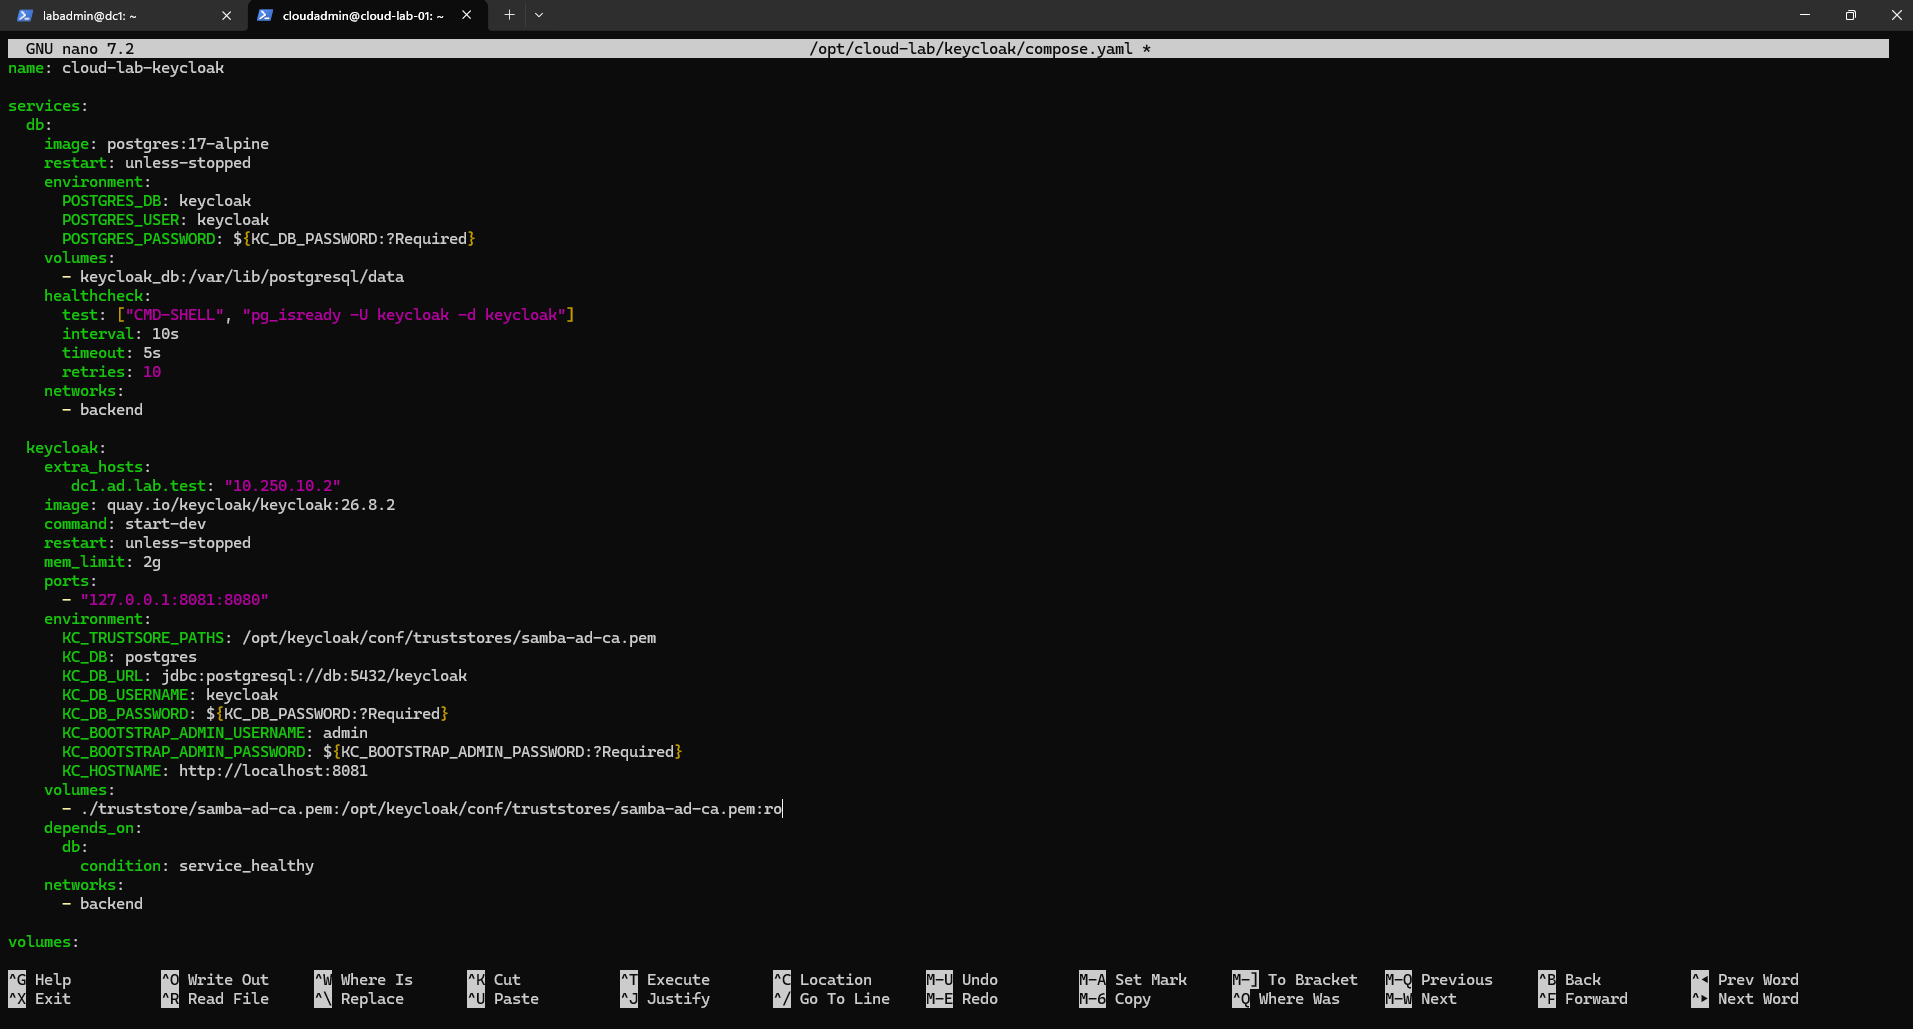 labadmin@dc1: ~
cloudadmin@cloud-lab-01: ~
GNU nano 7.2 /opt/cloud-lab/keycloak/compose.yaml *
name: cloud-lab-keycloak
services:
db:
image: postgres:17-alpine
restart: unless-stopped
environment:
POSTGRES_DB: keycloak
POSTGRES_USER: keycloak
POSTGRES_PASSWORD: ${KC_DB_PASSWORD:?Required}
volumes:
- keycloak_db:/var/lib/postgresql/data
healthcheck:
test: ["CMD-SHELL", "pg_isready -U keycloak -d keycloak"]
interval: 10s
timeout: 5s
retries: 10
networks:
- backend
keycloak:
extra_hosts:
dc1.ad.lab.test: "10.250.10.2"
image: quay.io/keycloak/keycloak:26.8.2
command: start-dev
restart: unless-stopped
mem_limit: 2g
ports:
- "127.0.0.1:8081:8080"
environment:
KC_TRUSTSORE_PATHS: /opt/keycloak/conf/truststores/samba-ad-ca.pem
KC_DB: postgres
KC_DB_URL: jdbc:postgresql://db:5432/keycloak
KC_DB_USERNAME: keycloak
KC_DB_PASSWORD: ${KC_DB_PASSWORD:?Required}
KC_BOOTSTRAP_ADMIN_USERNAME: admin
KC_BOOTSTRAP_ADMIN_PASSWORD: ${KC_BOOTSTRAP_ADMIN_PASSWORD:?Required}
KC_HOSTNAME: http://localhost:8081
volumes:
- ./truststore/samba-ad-ca.pem:/opt/keycloak/conf/truststores/samba-ad-ca.pem:ro
depends_on:
db:
condition: service_healthy
networks:
- backend
volumes:
^G Help ^O Write Out ^W Where Is ^K Cut ^T Execute ^C Location M-U Undo M-A Set Mark M-] To Bracket M-Q Previous ^B Back ^◂ Prev Word
^X Exit ^R Read File ^\ Replace ^U Paste ^J Justify ^/ Go To Line M-E Redo M-6 Copy ^Q Where Was M-W Next ^F Forward ^▸ Next Word